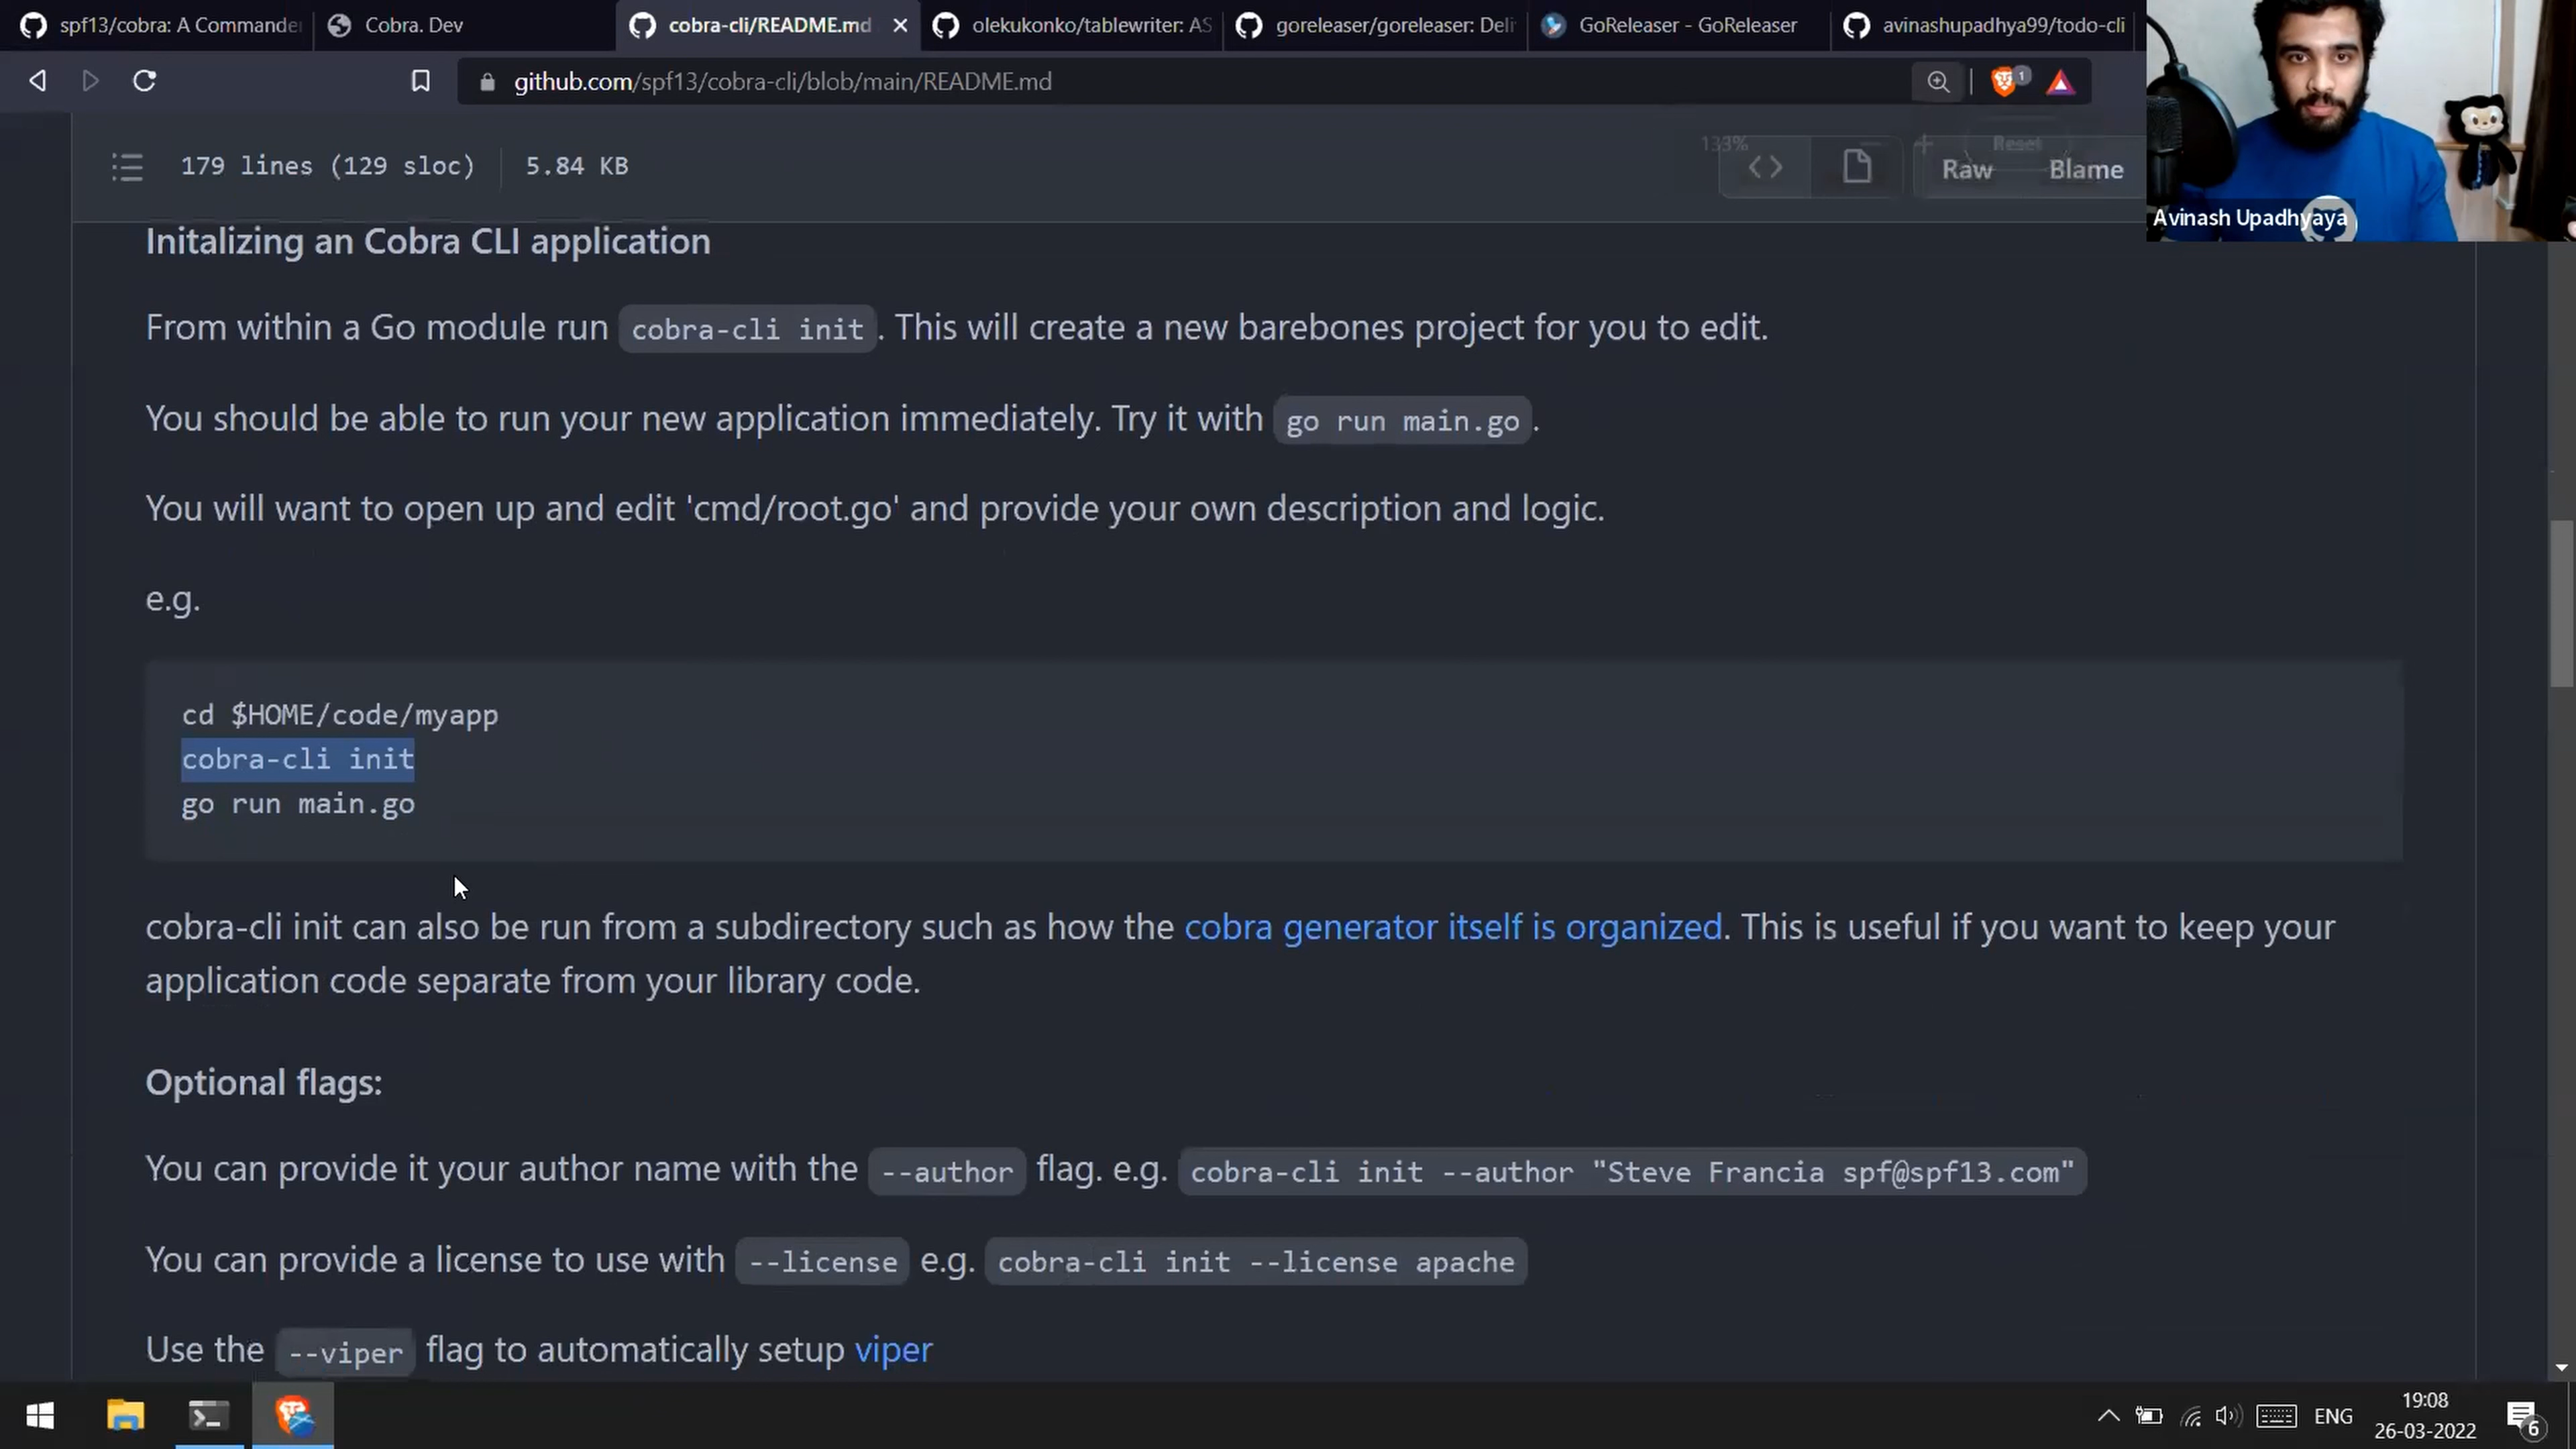 spf13/cobra: A Commander
Cobra. Dev
cobra-cli/README.md
olekukonko/tablewriter: AS
goreleaser/goreleaser: Deli
GoReleaser - GoReleaser
avinashupadhya99/todo-cli
github.com/spf13/cobra-cli/blob/main/README.md
1
179 lines (129 sloc)
5.84 KB
133%
Reset
Raw
Blame
Avinash Upadhyaya
Initalizing an Cobra CLI application
From within a Go module run cobra-cli init. This will create a new barebones project for you to edit.
You should be able to run your new application immediately. Try it with go run main.go.
You will want to open up and edit 'cmd/root.go' and provide your own description and logic.
e.g.
cd $HOME/code/myapp
cobra-cli init
go run main.go
cobra-cli init can also be run from a subdirectory such as how the cobra generator itself is organized. This is useful if you want to keep your
application code separate from your library code.
Optional flags:
You can provide it your author name with the --author flag. e.g. cobra-cli init --author "Steve Francia spf@spf13.com"
You can provide a license to use with --license e.g. cobra-cli init --license apache
Use the --viper flag to automatically setup viper
ENG
19:08
26-03-2022
6